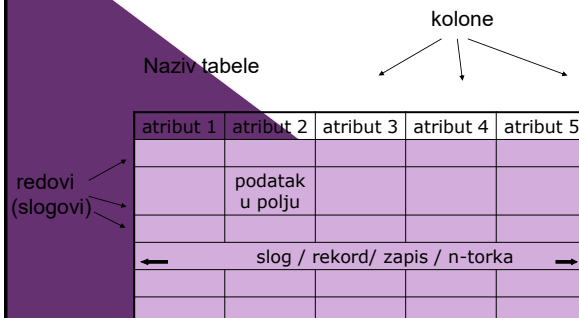 kolone
Naziv tabele
atribut 1 atribut 2 atribut 3 atribut 4 atribut 5
redovi
(slogovi)
podatak
u polju
slog / rekord/ zapis / n-torka